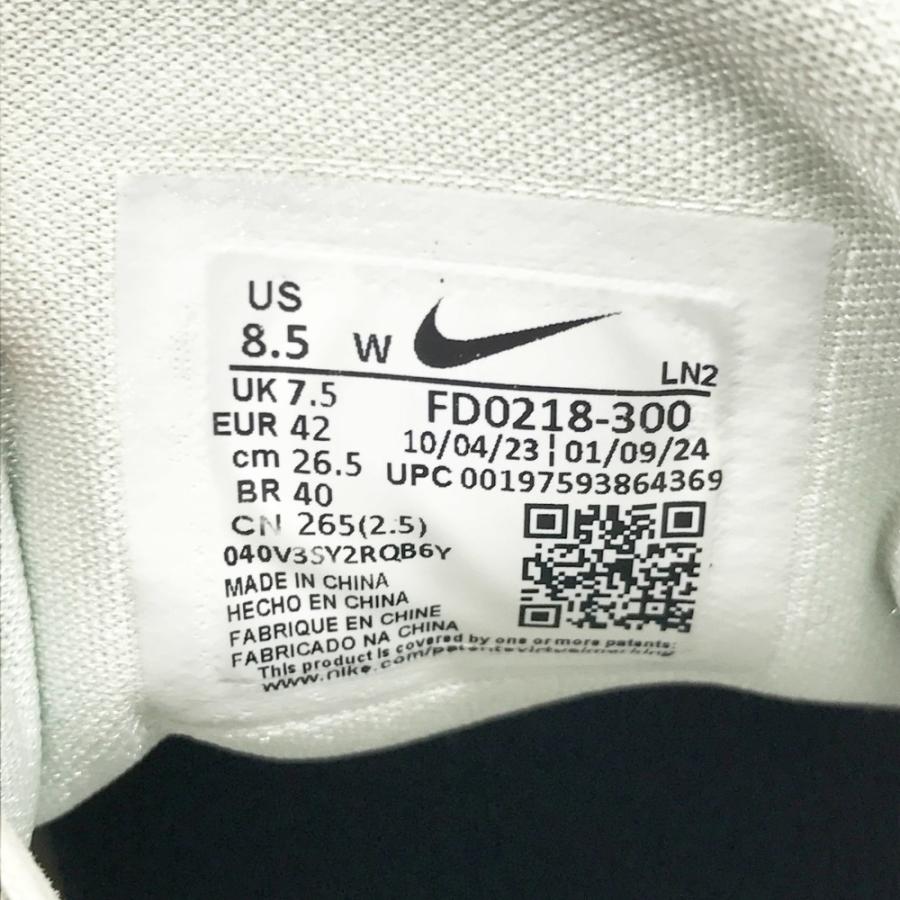 US
8.5 W
LN2
UK 7.5
FD0218-300
EUR 42
10/04/23 ¦ 01/09/24
cm 26.5
UPC 00197593864369
BR 40
CN 265(2.5)
040V3SY2RQB6Y
MADE IN CHINA
HECHO EN CHINA
FABRIQUE EN CHINE
FABRICADO NA CHINA
This product is covered by one or more patents:
www.nike.com/patentsvirtualmarking